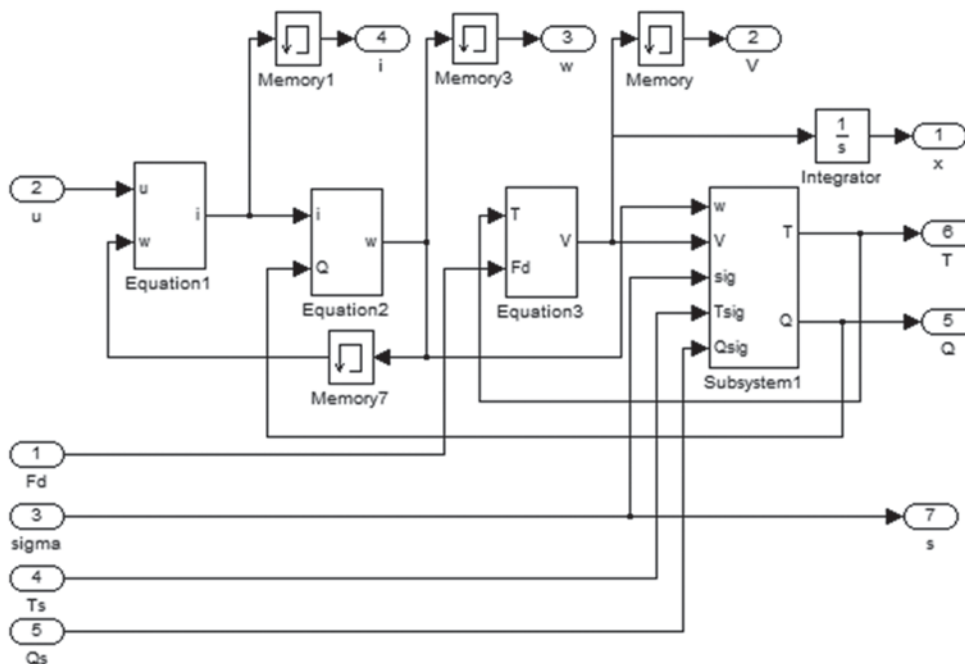 4
i
Memory1
3
w
Memory3
2
V
Memory
1
s
Integrator
1
x
2
u
u
w
i
Equation1
i
Q
w
Equation2
T
Fd
V
Equation3
w
V
sig
Tsig
Qsig
T
Q
Subsystem1
6
T
5
Q
Memory7
1
Fd
3
sigma
7
s
4
Ts
5
Qs